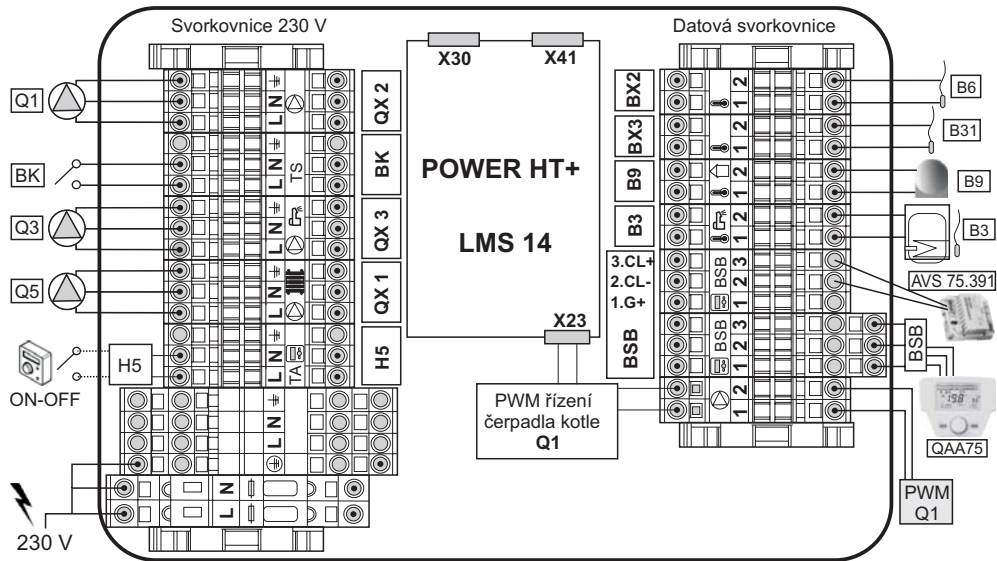 Svorkovnice 230 V
Datová svorkovnice
X30
X41
POWER HT+
LMS 14
X23
PWM řízení
čerpadla kotle
Q1
Q1
BK
Q3
Q5
H5
ON-OFF
230 V
L N
QX 2
L N TS
BK
L N
QX 3
L N
QX 1
L N TA
H5
L N
L N
BX2
1 2
B6
BX3
1 2
B31
B9
1 2
B9
B3
1 2
B3
3.CL+
2.CL-
1.G+
BSB
1 2 3
AVS 75.391
BSB
BSB
1 2 3
BSB
198
QAA75
1 2
PWM
Q1